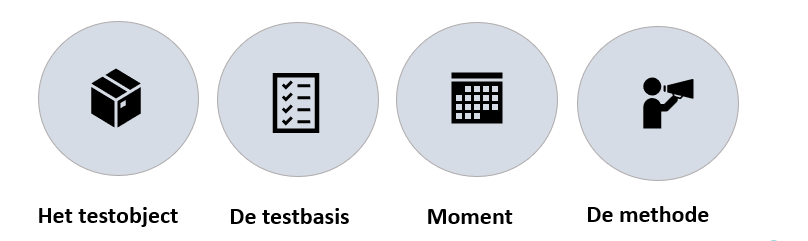 Het testobject
De testbasis
Moment
De methode